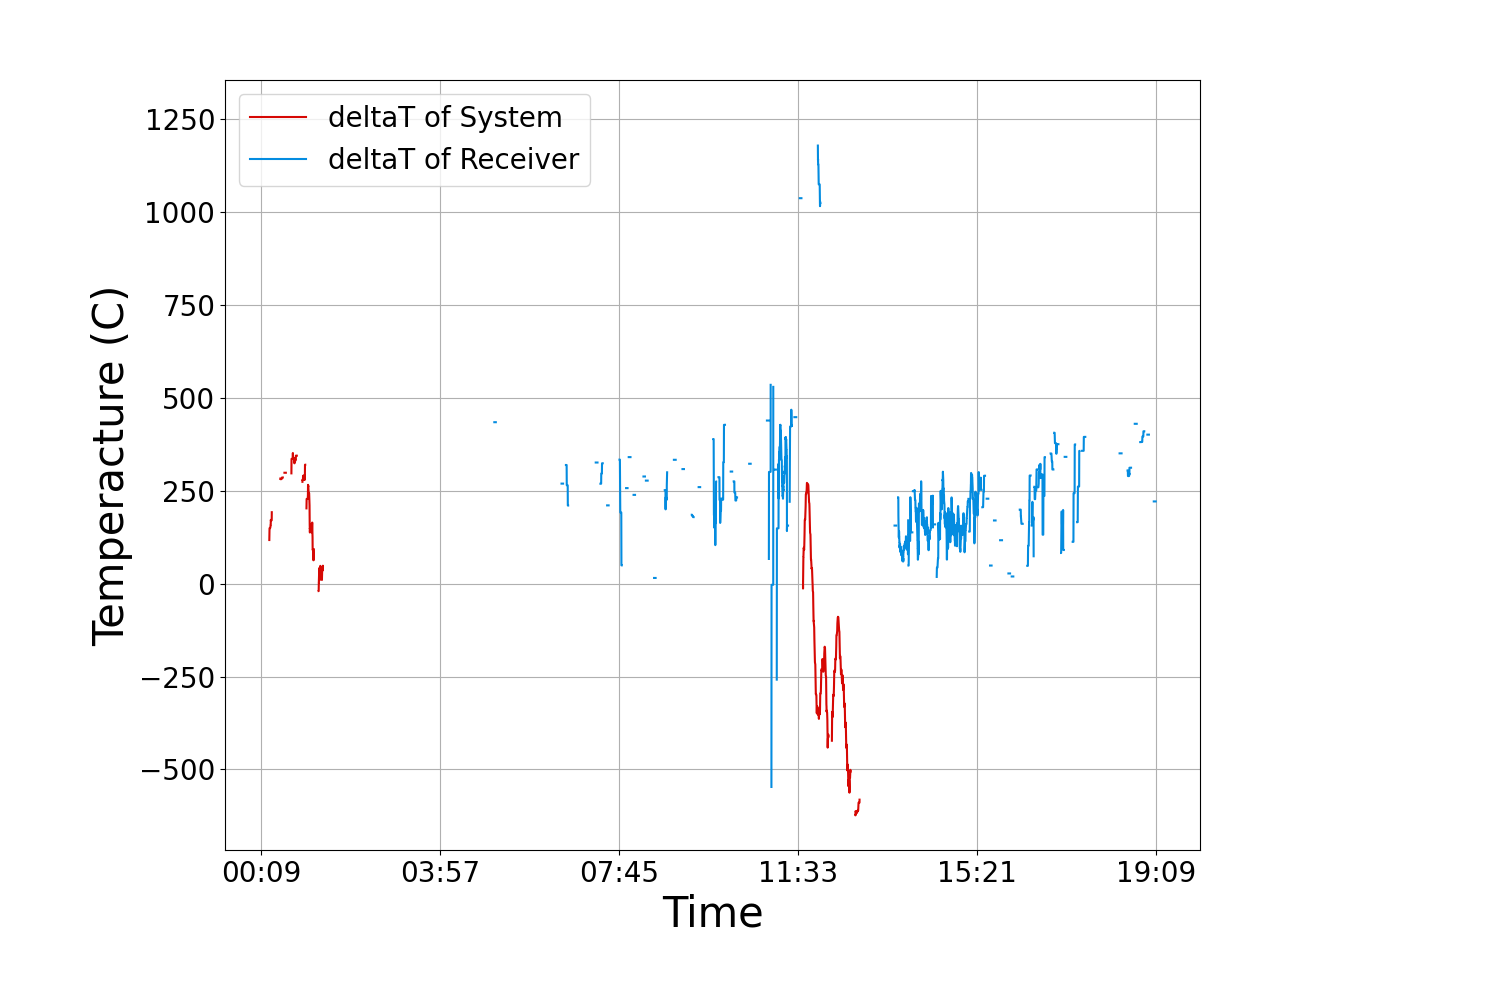 deltaT of System
deltaT of Receiver
1250
1000
750
500
250
0
−250
−500
Temperacture (C)
00:09 03:57 07:45 11:33 15:21 19:09
Time